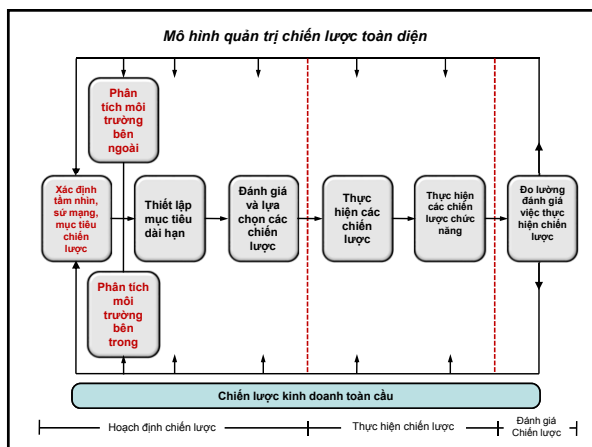 Mô hình quản trị chiến lược toàn diện
Phân
tích môi
trường
bên
ngoài
Xác định
tầm nhìn,
sứ mạng,
mục tiêu
chiến
lược
Thiết lập
mục tiêu
dài hạn
Đánh giá
và lựa
chọn các
chiến
lược
Thực
hiện các
chiến
lược
Thực hiện
các chiến
lược chức
năng
Đo lường
đánh giá
việc thực
hiện chiến
lược
Phân tích
môi
trường
bên
trong
Chiến lược kinh doanh toàn cầu
Hoạch định chiến lược
Thực hiện chiến lược
Đánh giá
Chiến lược